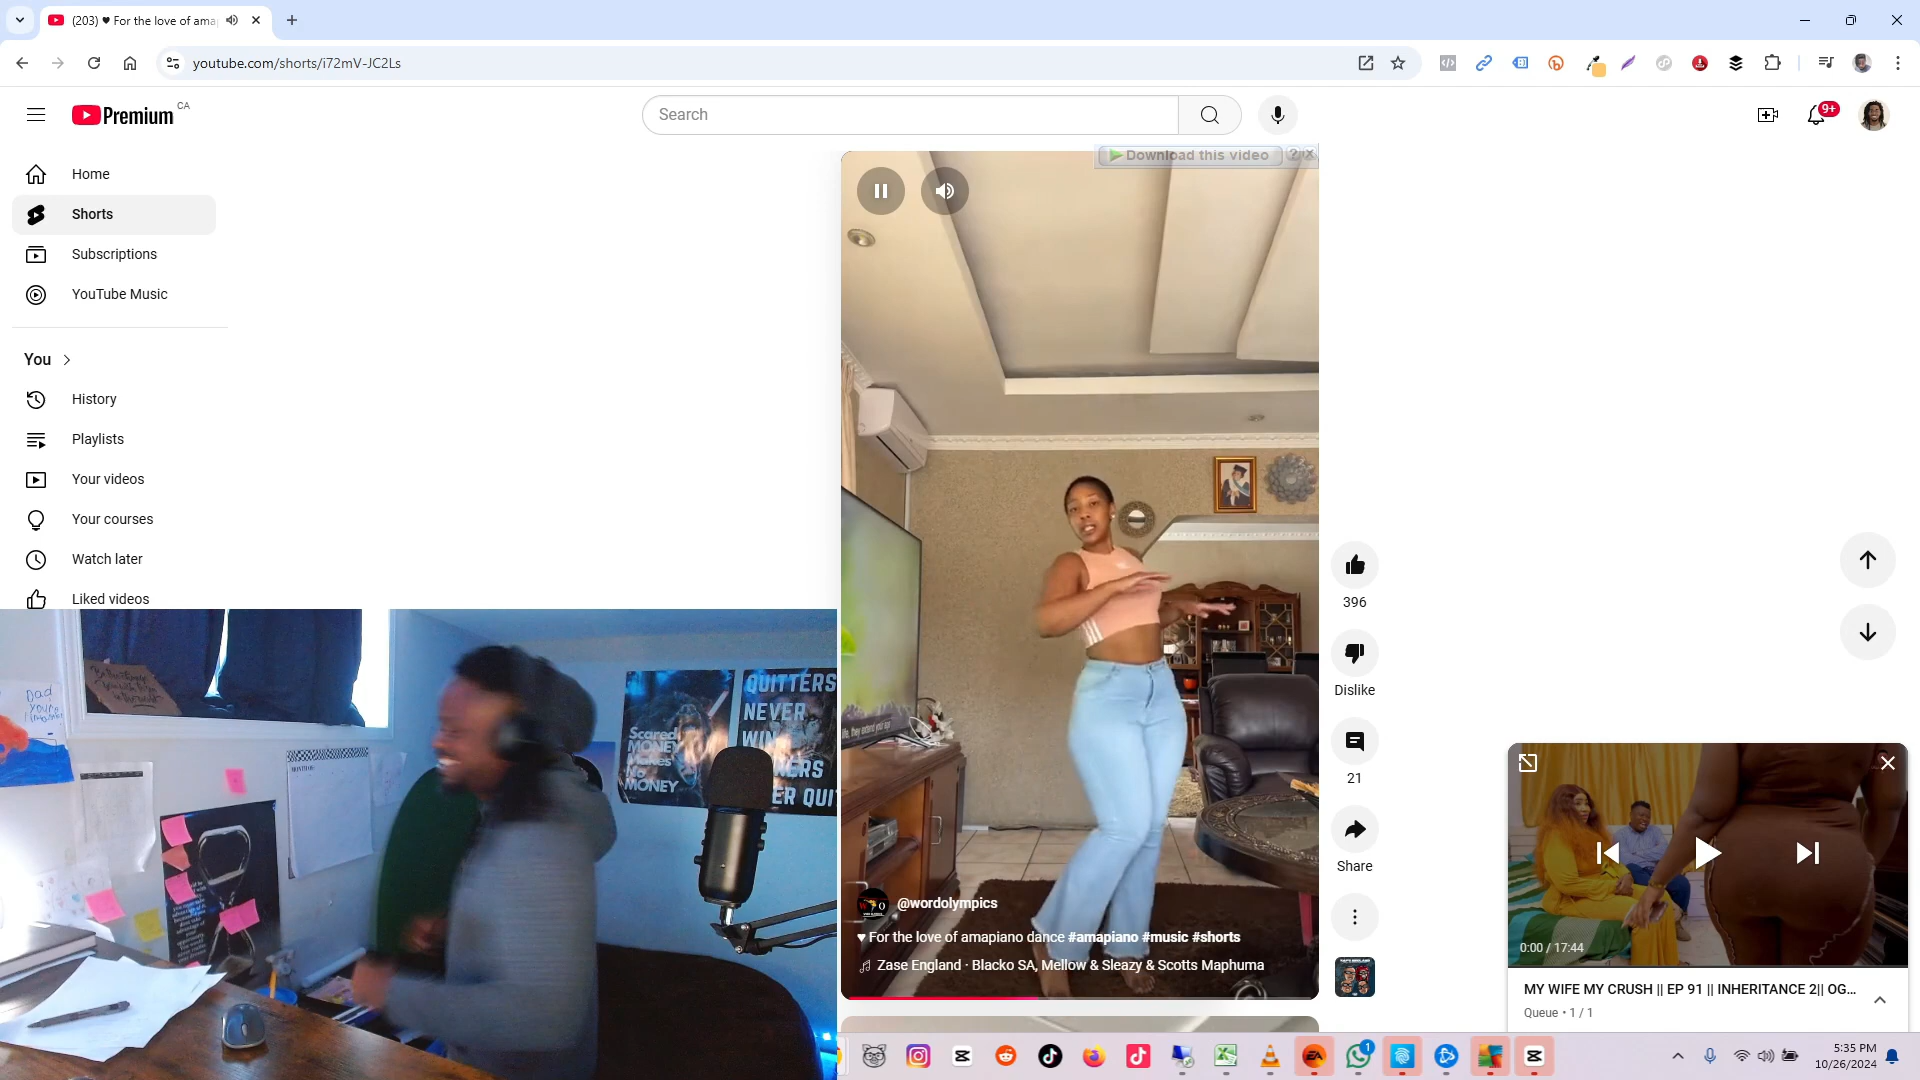 (203) ♥ For the love of ama
youtube.com/shorts/i72mV-JC2Ls
Premium CA
Search
9+
Home
Shorts
Subscriptions
YouTube Music
You
History
Playlists
Your videos
Your courses
Watch later
Liked videos
Download this video
?
396
Dislike
21
Share
@wordolympics
♥ For the love of amapiano dance #amapiano #music #shorts
Zase England · Blacko SA, Mellow & Sleazy & Scotts Maphuma
Dad
Scared
MONEY
Makes
No
MONEY
QUITTERS
NEVER
0:00 / 17:44
MY WIFE MY CRUSH || EP 91 || INHERITANCE 2|| OG...
Queue • 1 / 1
EA
1
5:35 PM
10/26/2024